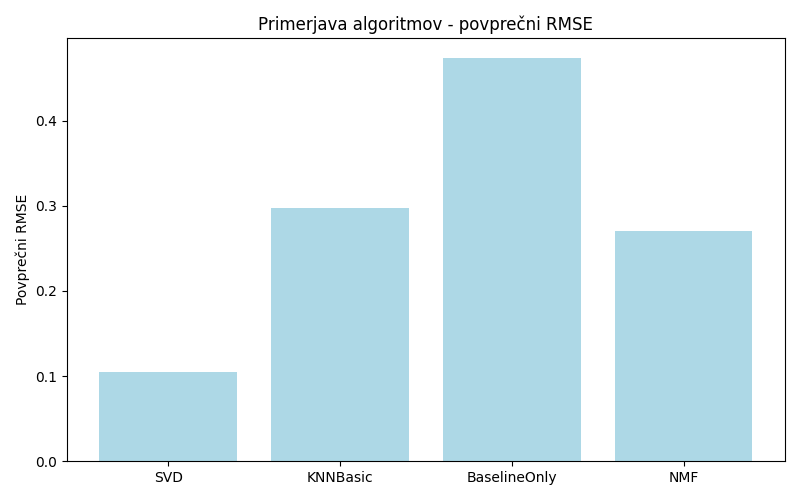 Primerjava algoritmov - povprečni RMSE
Povprečni RMSE
0.4
0.3
0.2
0.1
0.0
SVD
KNNBasic
BaselineOnly
NMF